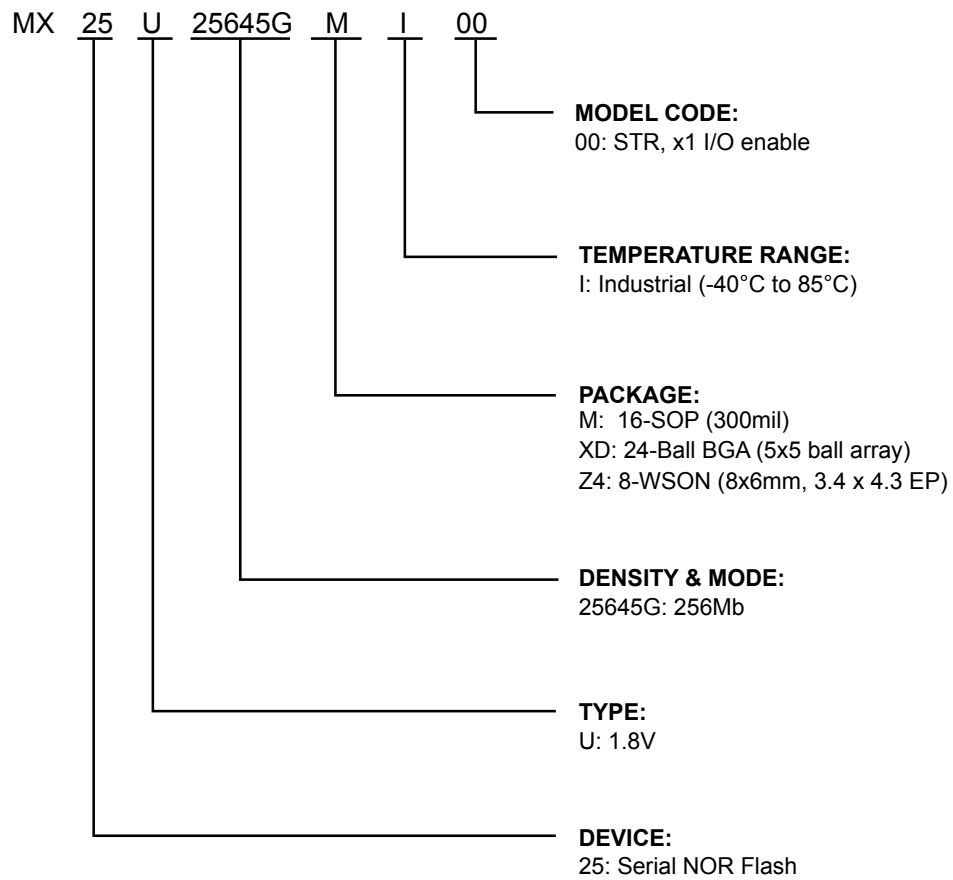 MX 25 U 25645G M I 00
MODEL CODE:
00: STR, x1 I/O enable
TEMPERATURE RANGE:
I: Industrial (-40°C to 85°C)
PACKAGE:
M: 16-SOP (300mil)
XD: 24-Ball BGA (5x5 ball array)
Z4: 8-WSON (8x6mm, 3.4 x 4.3 EP)
DENSITY & MODE:
25645G: 256Mb
TYPE:
U: 1.8V
DEVICE:
25: Serial NOR Flash